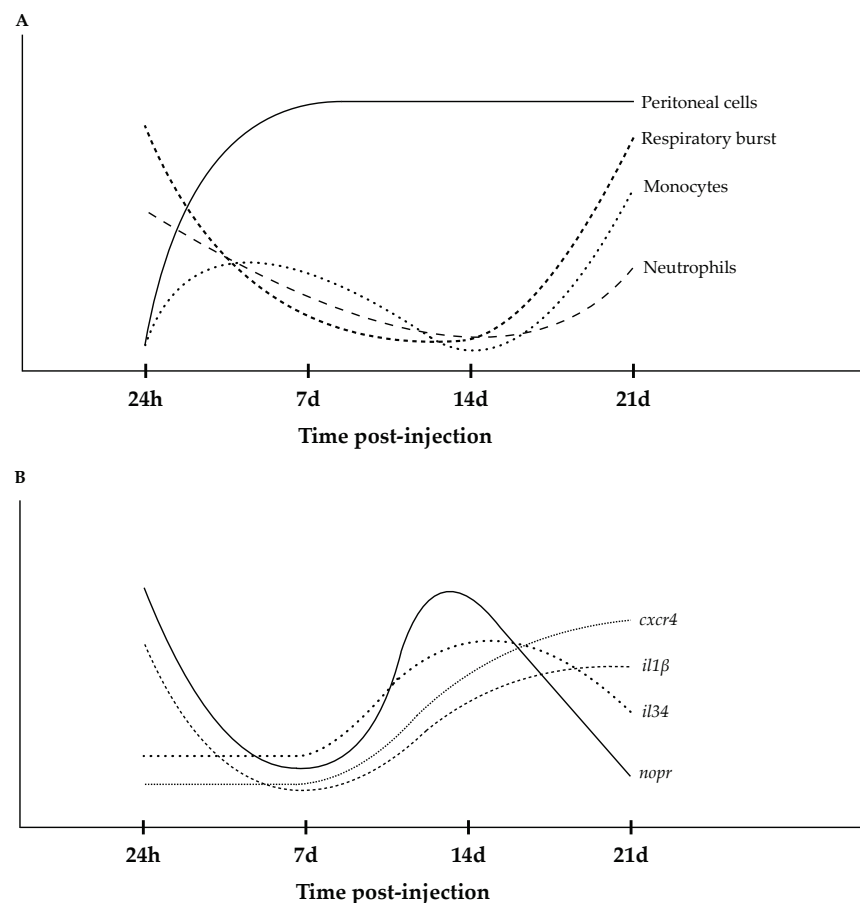 A
Peritoneal cells
Respiratory burst
Monocytes
Neutrophils
24h 7d 14d 21d
Time post-injection
B
cxcr4
il1β
il34
nopr
24h 7d 14d 21d
Time post-injection